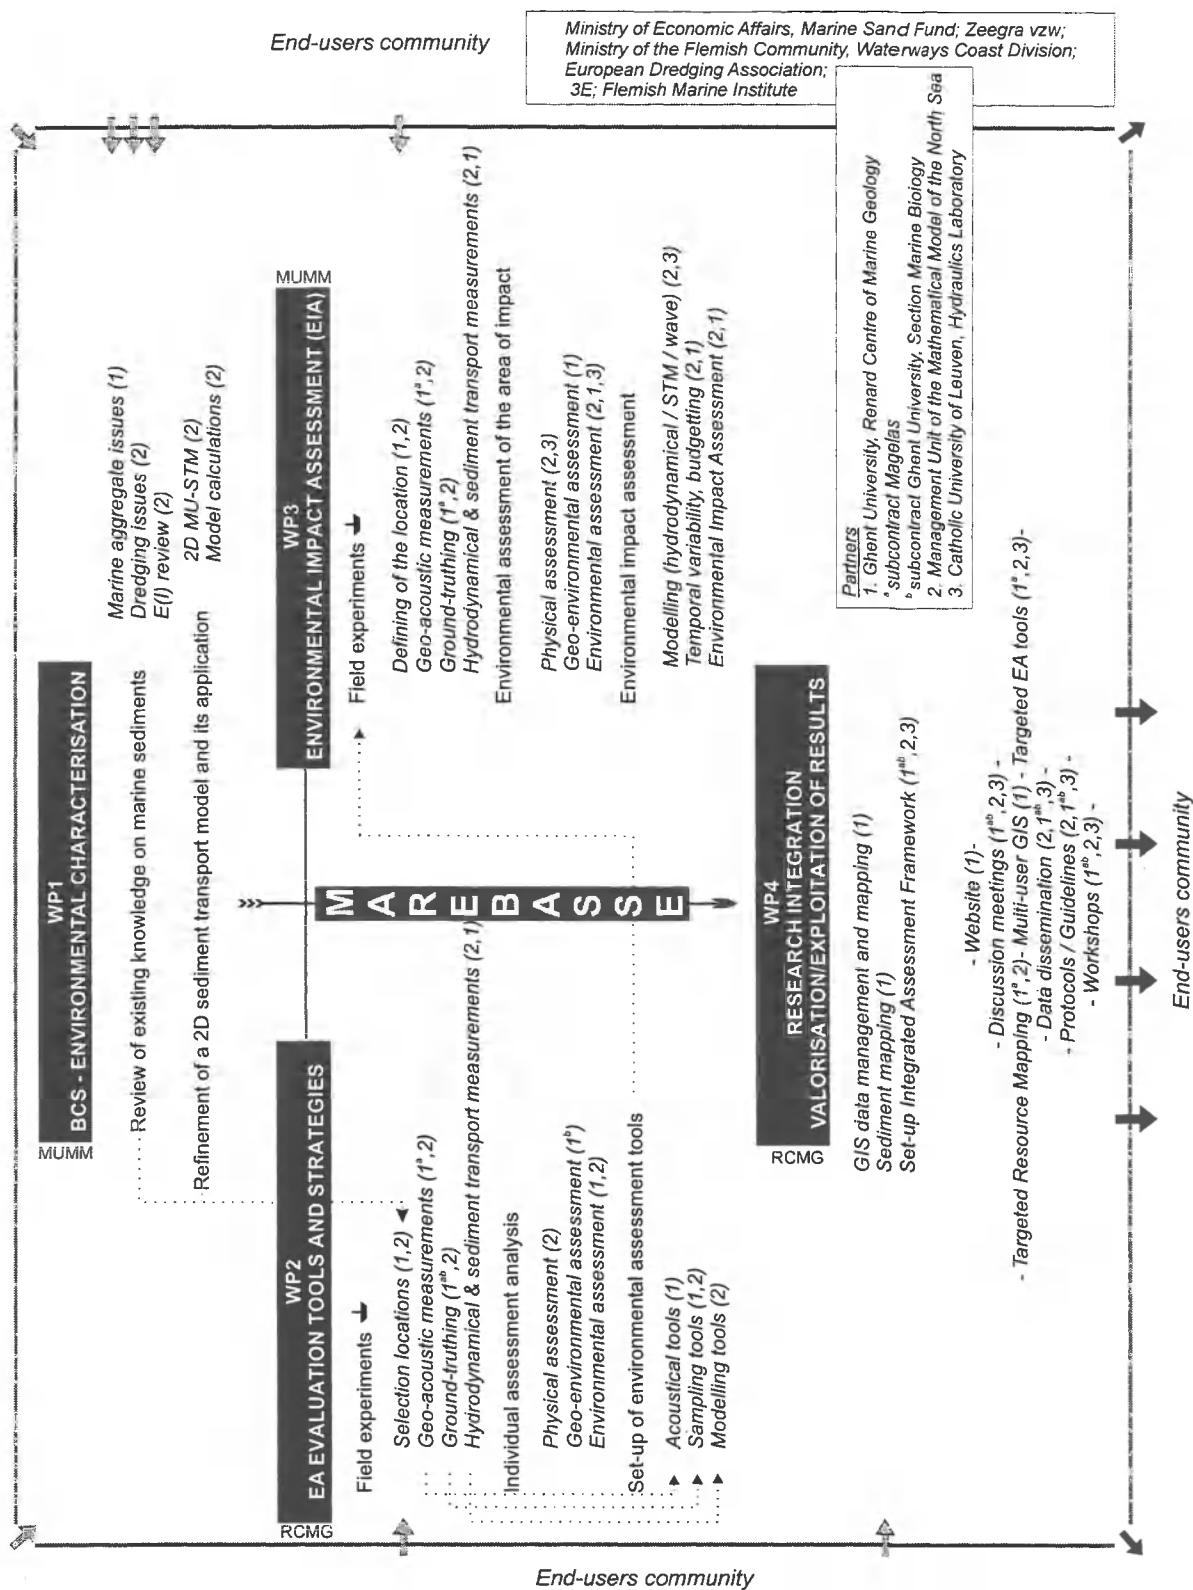 End-users community
Ministry of Economic Affairs, Marine Sand Fund; Zeegra vzw;
Ministry of the Flemish Community, Waterways Coast Division;
European Dredging Association;
3E; Flemish Marine Institute
WP1
BCS - ENVIRONMENTAL CHARACTERISATION
MUMM
Review of existing knowledge on marine sediments
Marine aggregate issues (1)
Dredging issues (2)
E(I) review (2)
Refinement of a 2D sediment transport model and its application
2D MU-STM (2)
Model calculations (2)
WP2
EA EVALUATION TOOLS AND STRATEGIES
RCMG
Field experiments
Selection locations (1,2)
Geo-acoustic measurements (1ª,2)
Ground-truthing (1ªᵇ,2)
Hydrodynamical & sediment transport measurements (2,1)
Individual assessment analysis
Physical assessment (2)
Geo-environmental assessment (1ᵇ)
Environmental assessment (1,2)
Set-up of environmental assessment tools
Acoustical tools (1)
Sampling tools (1,2)
Modelling tools (2)
MAREBASSE
WP3
ENVIRONMENTAL IMPACT ASSESSMENT (EIA)
MUMM
Field experiments
Defining of the location (1,2)
Geo-acoustic measurements (1ª,2)
Ground-truthing (1ª,2)
Hydrodynamical & sediment transport measurements (2,1)
Environmental assessment of the area of impact
Physical assessment (2,3)
Geo-environmental assessment (1)
Environmental assessment (2,1,3)
Environmental impact assessment
Modelling (hydrodynamical / STM / wave) (2,3)
Temporal variability, budgetting (2,1)
Environmental Impact Assessment (2,1)
WP4
RESEARCH INTEGRATION
VALORISATION/EXPLOITATION OF RESULTS
RCMG
GIS data management and mapping (1)
Sediment mapping (1)
Set-up Integrated Assessment Framework (1ªᵇ,2,3)
- Website (1)-
- Discussion meetings (1ªᵇ,2,3) -
- Targeted Resource Mapping (1ª,2)- Multi-user GIS (1) - Targeted EA tools (1ª,2,3)-
- Data dissemination (2,1ªᵇ,3) -
- Protocols / Guidelines (2,1ªᵇ,3) -
- Workshops (1ªᵇ,2,3) -
Partners
1. Ghent University, Renard Centre of Marine Geology
ª subcontract Magelas
ᵇ subcontract Ghent University, Section Marine Biology
2. Management Unit of the Mathematical Model of the North Sea
3. Catholic University of Leuven, Hydraulics Laboratory
End-users community
End-users community